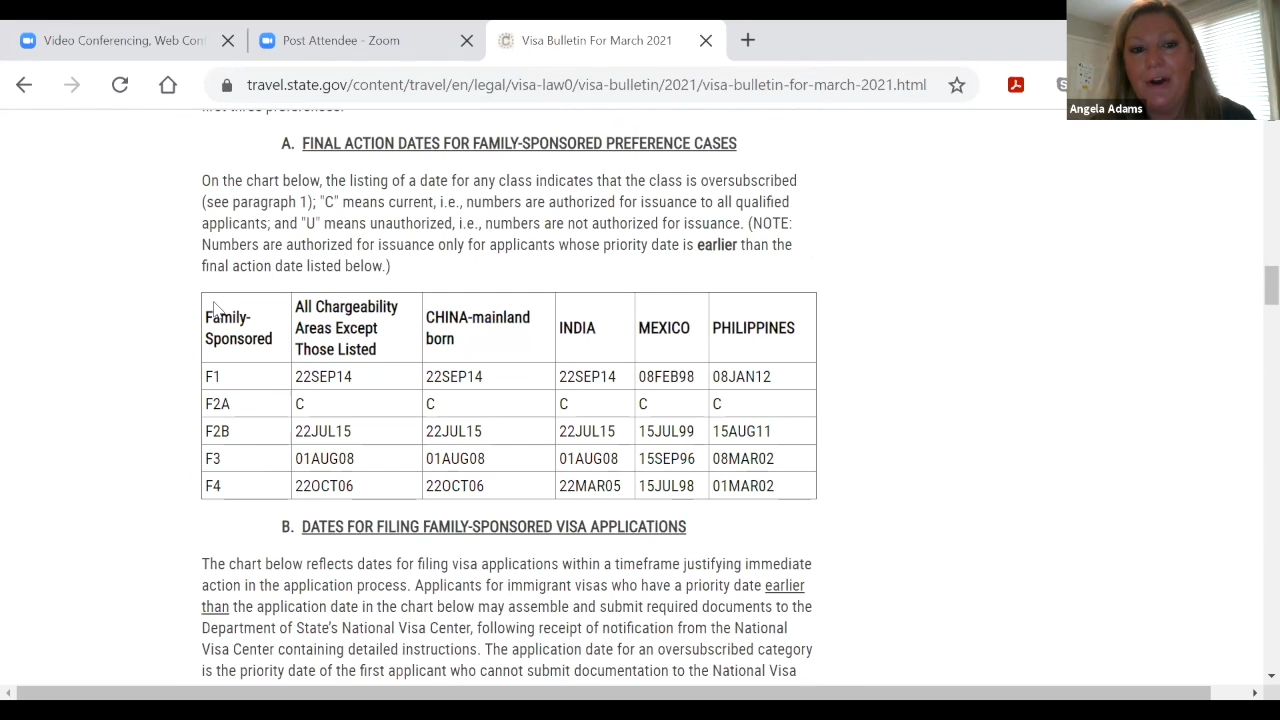 Video Conferencing, Web Con
Post Attendee - Zoom
Visa Bulletin For March 2021
travel.state.gov/content/travel/en/legal/visa-law0/visa-bulletin/2021/visa-bulletin-for-march-2021.html
Angela Adams
first three preferences.
A. FINAL ACTION DATES FOR FAMILY-SPONSORED PREFERENCE CASES
On the chart below, the listing of a date for any class indicates that the class is oversubscribed
(see paragraph 1); "C" means current, i.e., numbers are authorized for issuance to all qualified
applicants; and "U" means unauthorized, i.e., numbers are not authorized for issuance. (NOTE:
Numbers are authorized for issuance only for applicants whose priority date is earlier than the
final action date listed below.)
Family-
Sponsored
All Chargeability
Areas Except
Those Listed
CHINA-mainland
born
INDIA
MEXICO
PHILIPPINES
F1 22SEP14 22SEP14 22SEP14 08FEB98 08JAN12
F2A C C C C C
F2B 22JUL15 22JUL15 22JUL15 15JUL99 15AUG11
F3 01AUG08 01AUG08 01AUG08 15SEP96 08MAR02
F4 22OCT06 22OCT06 22MAR05 15JUL98 01MAR02
B. DATES FOR FILING FAMILY-SPONSORED VISA APPLICATIONS
The chart below reflects dates for filing visa applications within a timeframe justifying immediate
action in the application process. Applicants for immigrant visas who have a priority date earlier
than the application date in the chart below may assemble and submit required documents to the
Department of State's National Visa Center, following receipt of notification from the National
Visa Center containing detailed instructions. The application date for an oversubscribed category
is the priority date of the first applicant who cannot submit documentation to the National Visa